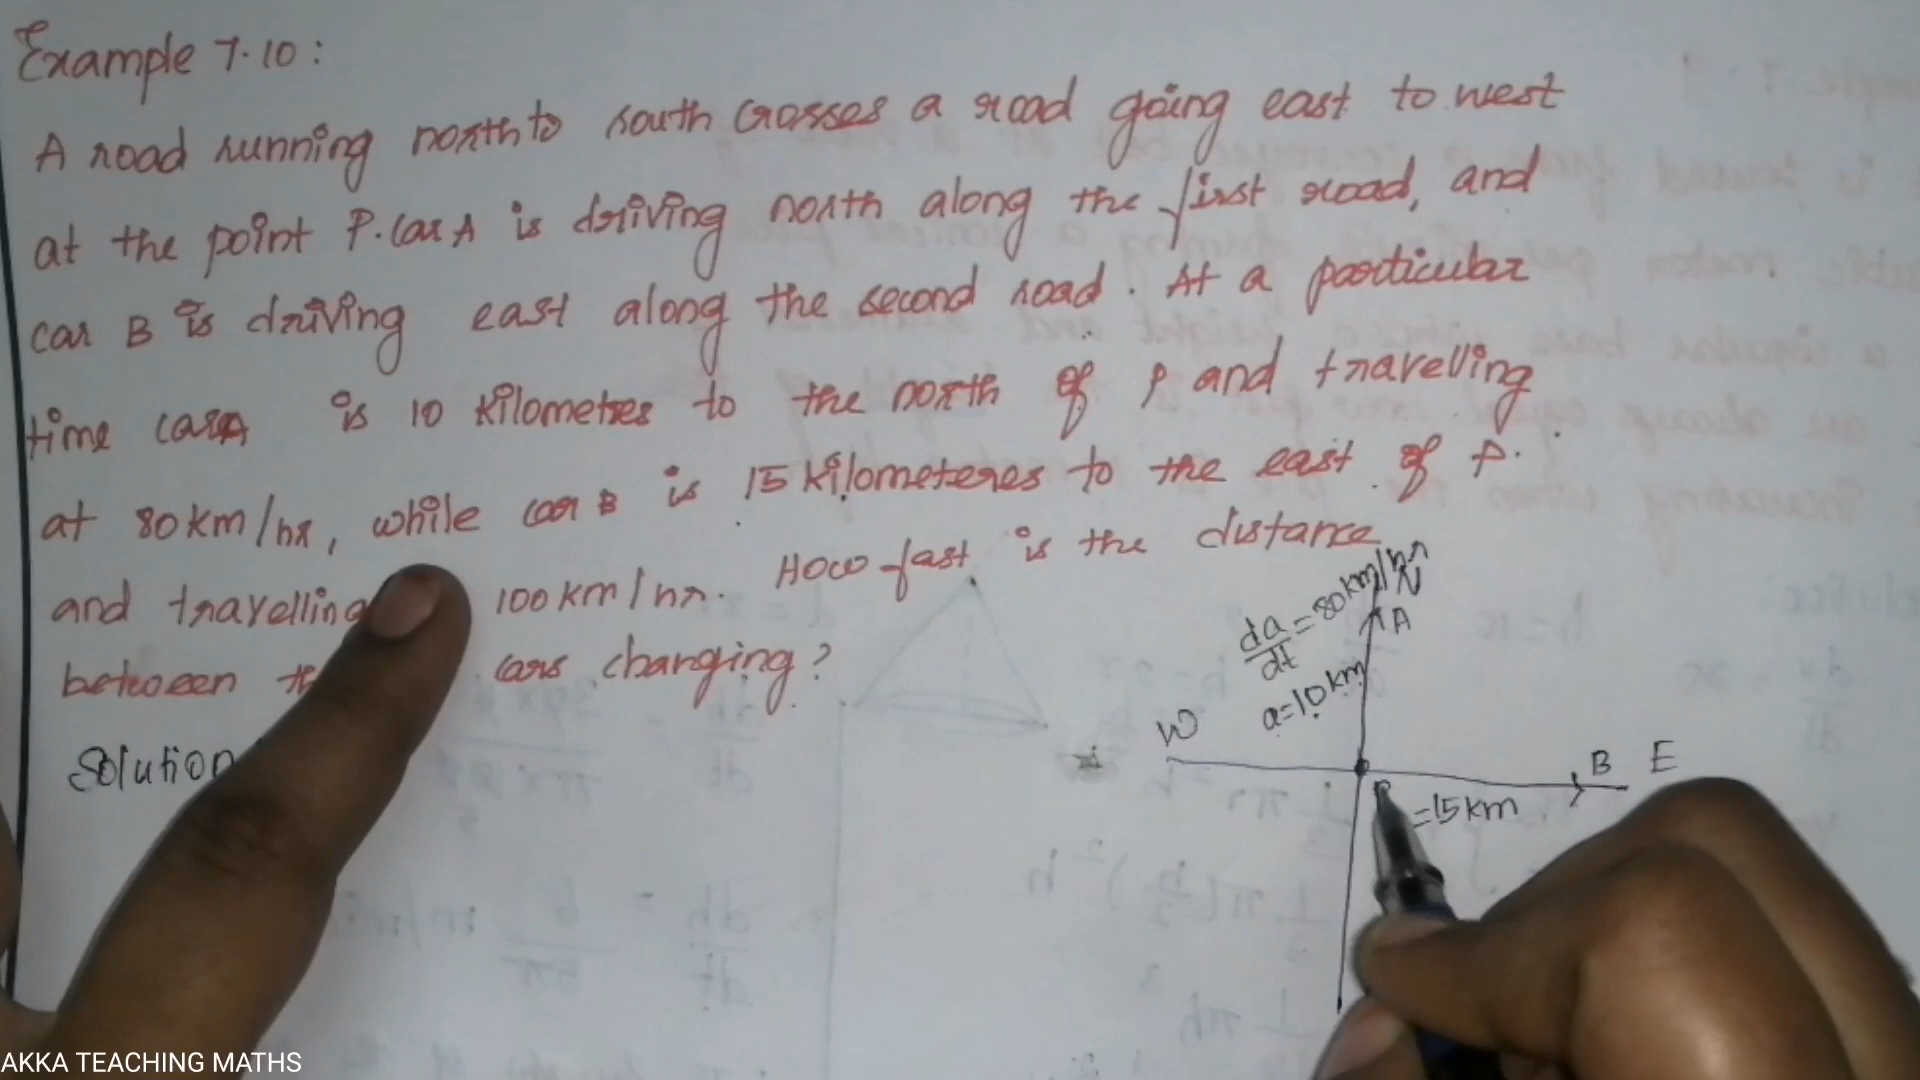 Example 7.10:
A road running north to south crosses a road going east to west
at the point P. Car A is driving north along the first road, and
car B is driving east along the second road. At a particular
time car A is 10 kilometres to the north of P and travelling
at 80 km/hr, while car B is 15 kilometeres to the east of P.
and travelling 100 km/hr. How fast is the distance
between cars changing?
Solution
da/dt = 80 km/hr
N
A
a=10 km
W
B E
P
=15 km
AKKA TEACHING MATHS